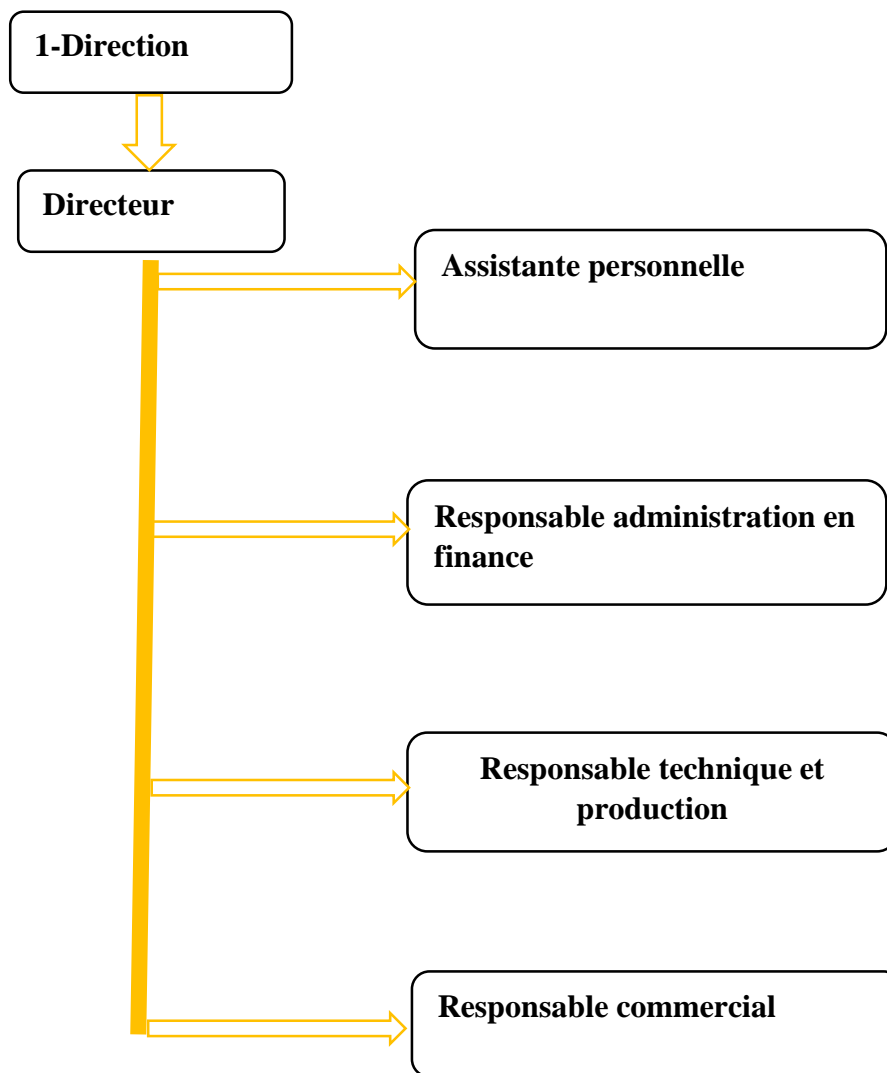 1-Direction
Directeur
Assistante personnelle
Responsable administration en
finance
Responsable technique et
production
Responsable commercial